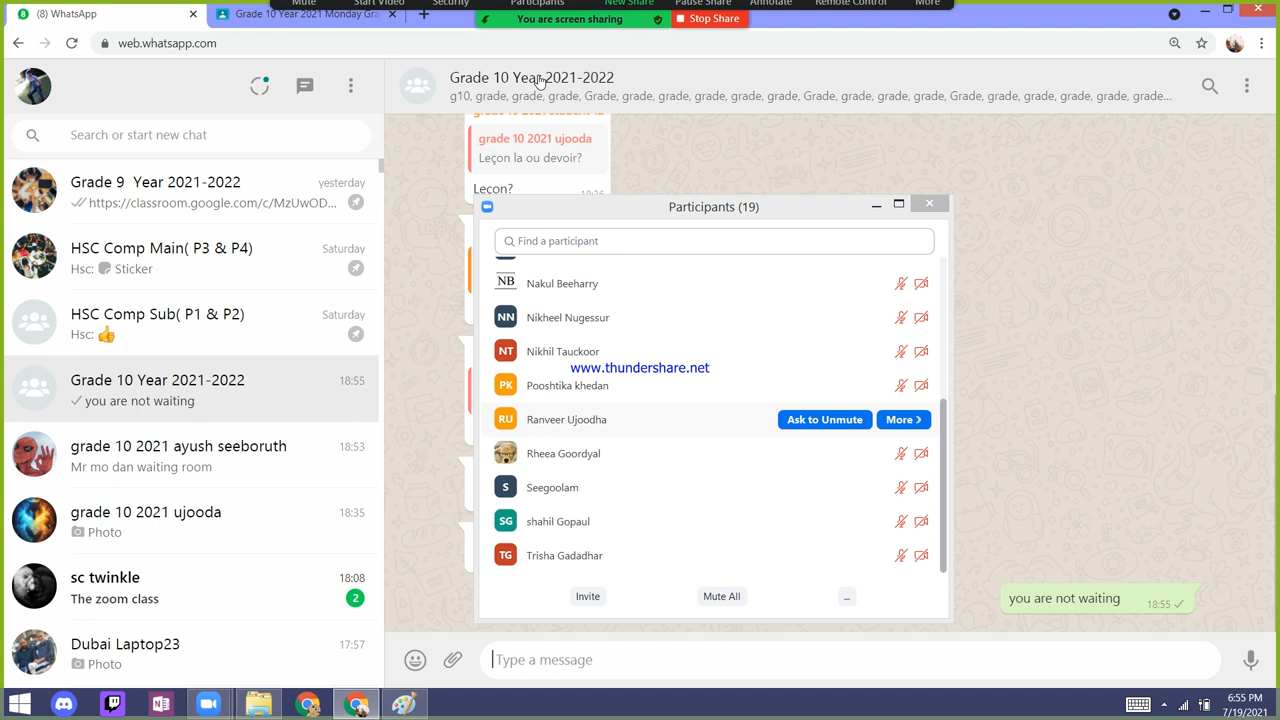 Mute Start Video Security Participants New Share Pause Share Annotate Remote Control More
(8) WhatsApp
Grade 10 Year 2021 Monday Gra
You are screen sharing
Stop Share
web.whatsapp.com
Search or start new chat
Grade 9 Year 2021-2022
yesterday
https://classroom.google.com/c/MzUwOD...
HSC Comp Main( P3 & P4)
Saturday
Hsc: Sticker
HSC Comp Sub( P1 & P2)
Saturday
Hsc: 👍
Grade 10 Year 2021-2022
18:55
you are not waiting
grade 10 2021 ayush seeboruth
18:53
Mr mo dan waiting room
grade 10 2021 ujooda
18:35
Photo
sc twinkle
18:08
The zoom class
2
Dubai Laptop23
17:57
Photo
Grade 10 Year 2021-2022
g10, grade, grade, grade, Grade, grade, grade, grade, grade, grade, Grade, grade, grade, grade, Grade, grade, grade, grade, grade...
grade 10 2021 ujooda
Leçon la ou devoir?
Leçon?
Participants (19)
Find a participant
NB Nakul Beeharry
NN Nikheel Nugessur
NT Nikhil Tauckoor
www.thundershare.net
PK Pooshtika khedan
RU Ranveer Ujoodha
Ask to Unmute
More
Rheea Goordyal
S Seegoolam
SG shahil Gopaul
TG Trisha Gadadhar
Invite
Mute All
...
you are not waiting
18:55
Type a message
6:55 PM
7/19/2021